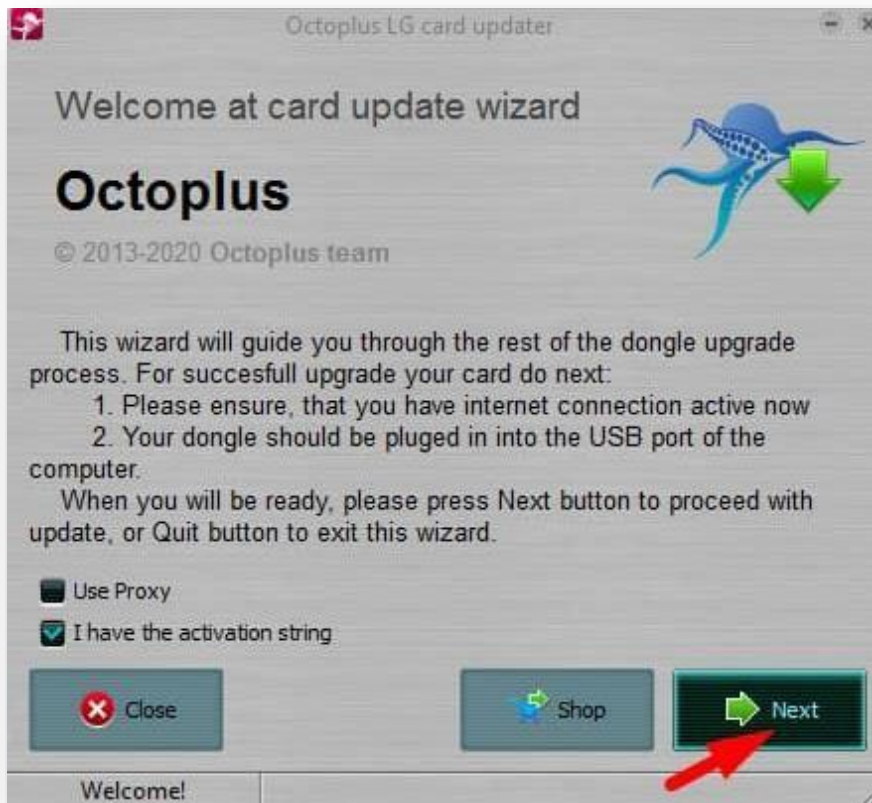 Octoplus LG card updater
Welcome at card update wizard
Octoplus
© 2013-2020 Octoplus team
This wizard will guide you through the rest of the dongle upgrade
process. For succesfull upgrade your card do next:
1. Please ensure, that you have internet connection active now
2. Your dongle should be pluged in into the USB port of the
computer.
When you will be ready, please press Next button to proceed with
update, or Quit button to exit this wizard.
Use Proxy
I have the activation string
Close
Shop
Next
Welcome!